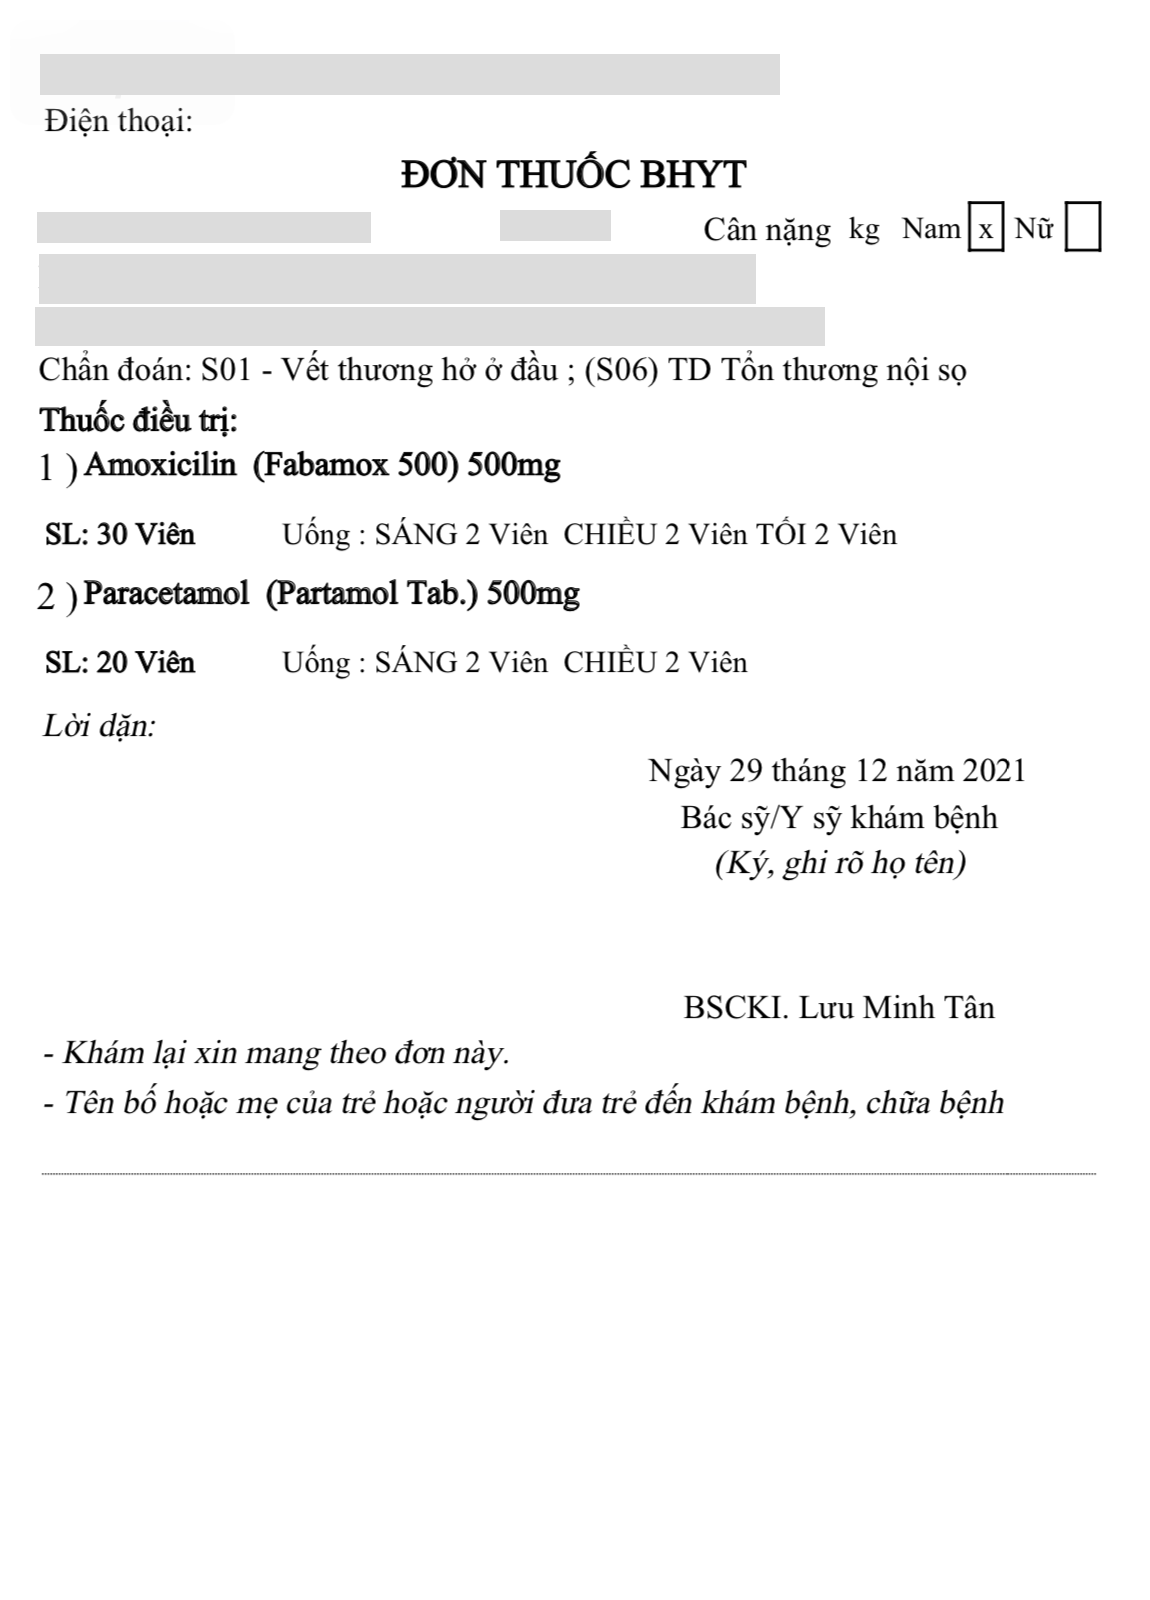 Điện thoại:
ĐƠN THUỐC BHYT
Cân nặng kg Nam x Nữ
Chẩn đoán: S01 - Vết thương hở ở đầu ; (S06) TD Tổn thương nội sọ
Thuốc điều trị:
1 ) Amoxicilin (Fabamox 500) 500mg
SL: 30 Viên Uống : SÁNG 2 Viên CHIỀU 2 Viên TỐI 2 Viên
2 ) Paracetamol (Partamol Tab.) 500mg
SL: 20 Viên Uống : SÁNG 2 Viên CHIỀU 2 Viên
Lời dặn:
Ngày 29 tháng 12 năm 2021
Bác sỹ/Y sỹ khám bệnh
(Ký, ghi rõ họ tên)
BSCKI. Lưu Minh Tân
- Khám lại xin mang theo đơn này.
- Tên bố hoặc mẹ của trẻ hoặc người đưa trẻ đến khám bệnh, chữa bệnh